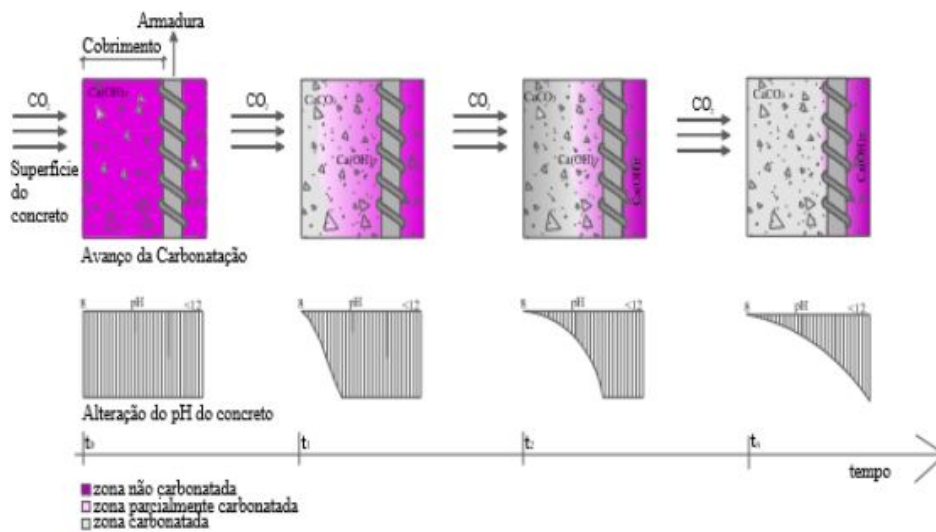 Armadura
Cobrimento
CO₂
Ca(OH)₂
Superfície
do
concreto
CO₂
CaCO₃
Ca(OH)₂
CO₂
CaCO₃
Ca(OH)₂
Ca(OH)₂
CO₂
CaCO₃
Ca(OH)₂
Avanço da Carbonatação
8 pH <12
8 pH <12
8 pH <12
8 pH <12
Alteração do pH do concreto
t₀ t₁ t₂
tempo
zona não carbonatada
zona parcialmente carbonatada
zona carbonatada